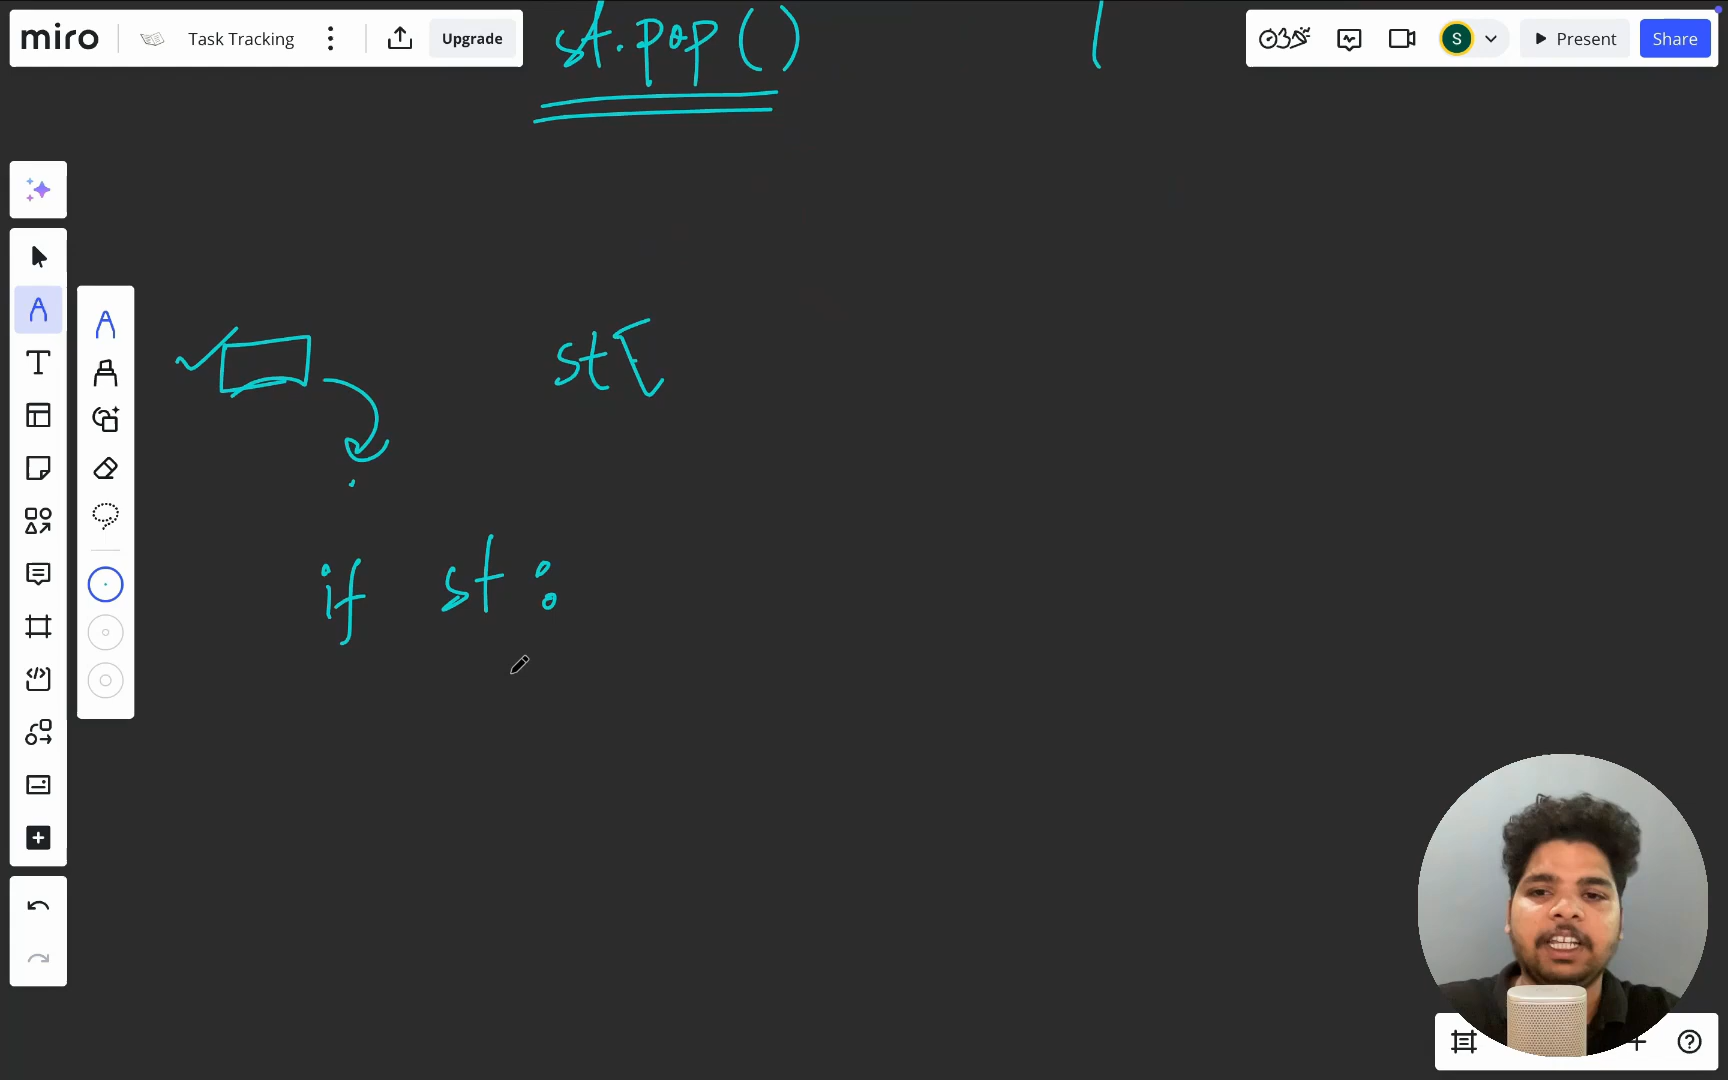 miro Task Tracking Upgrade
st.pop()
S Present Share
st[
if st :